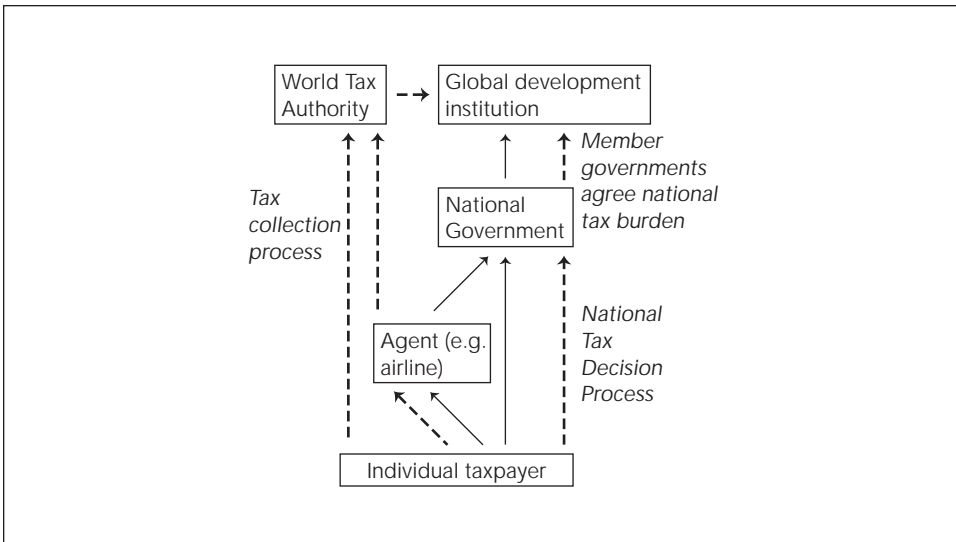 World Tax
Authority
Global development
institution
Member
governments
agree national
tax burden
Tax
collection
process
National
Government
National
Tax
Decision
Process
Agent (e.g.
airline)
Individual taxpayer